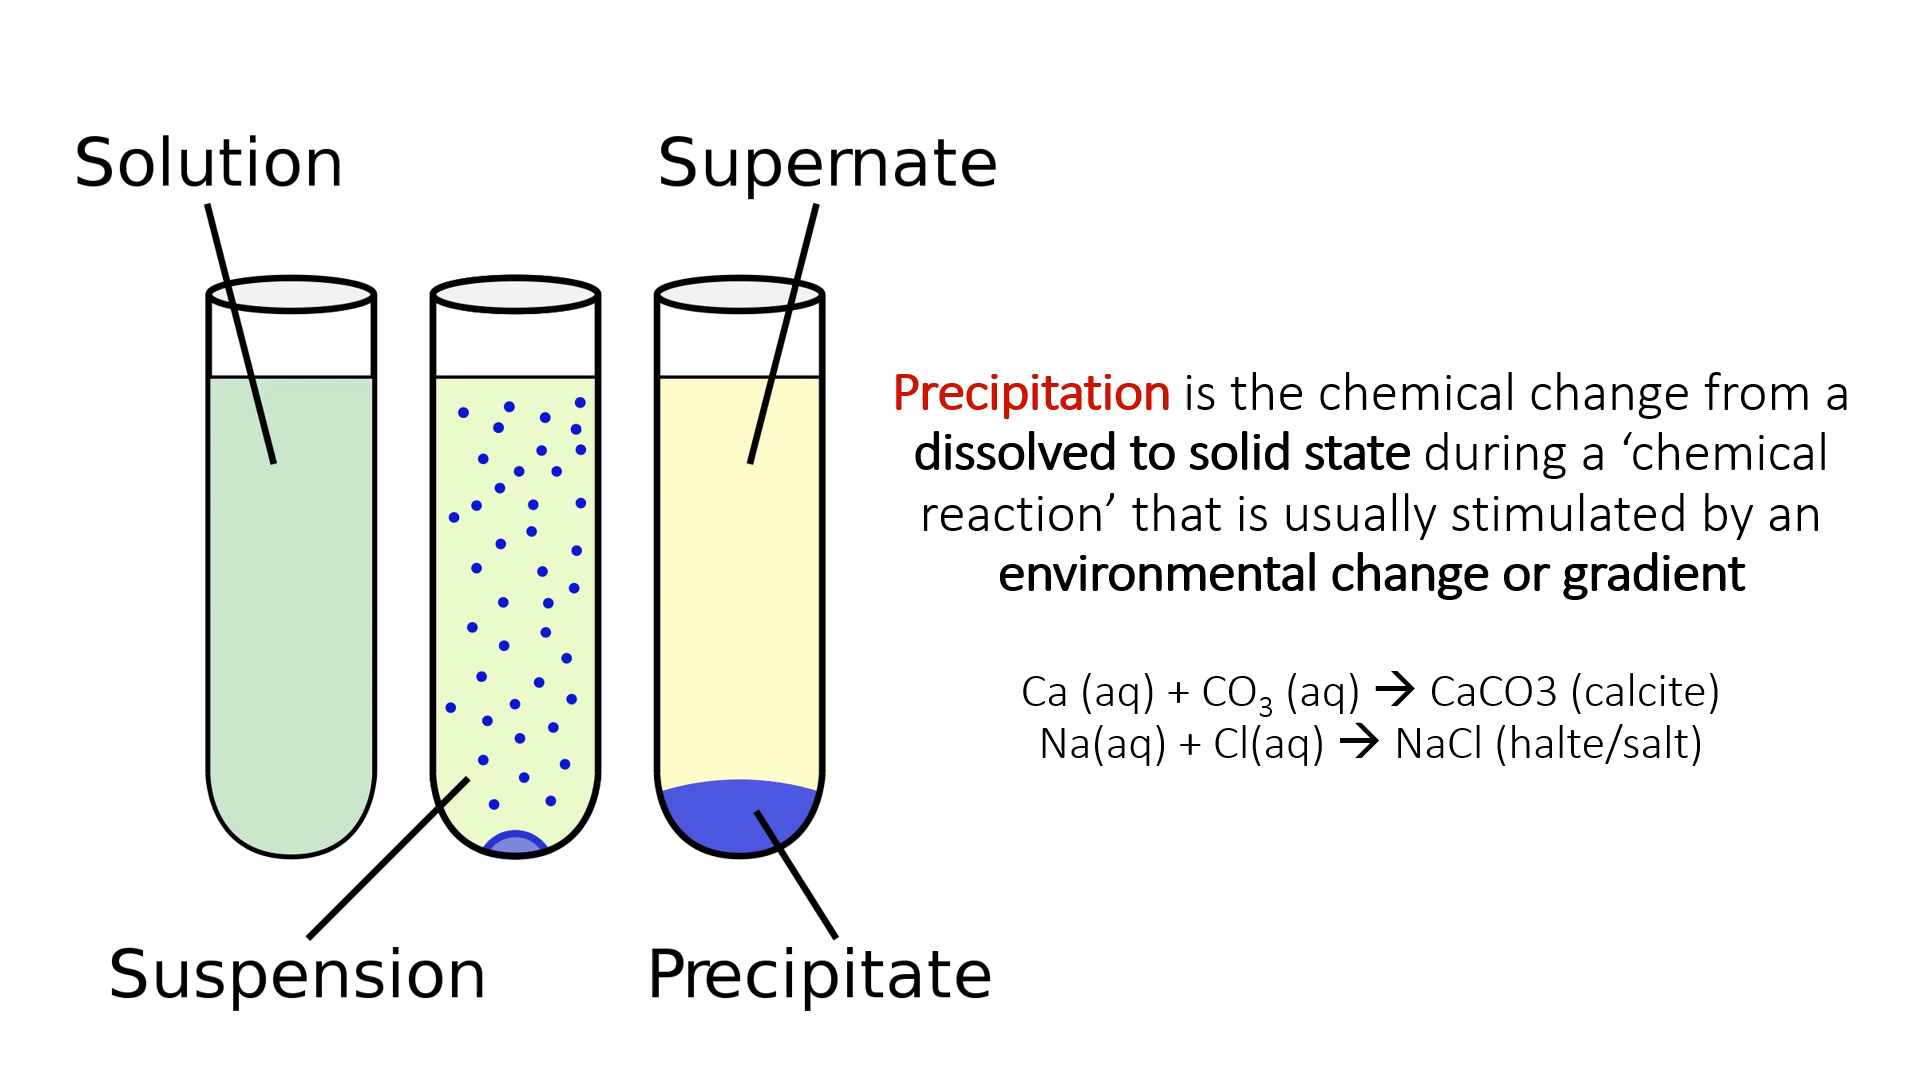 Solution
Supernate
Suspension
Precipitate
Precipitation is the chemical change from a
dissolved to solid state during a ‘chemical
reaction’ that is usually stimulated by an
environmental change or gradient
Ca (aq) + CO₃ (aq) → CaCO3 (calcite)
Na(aq) + Cl(aq) → NaCl (halte/salt)